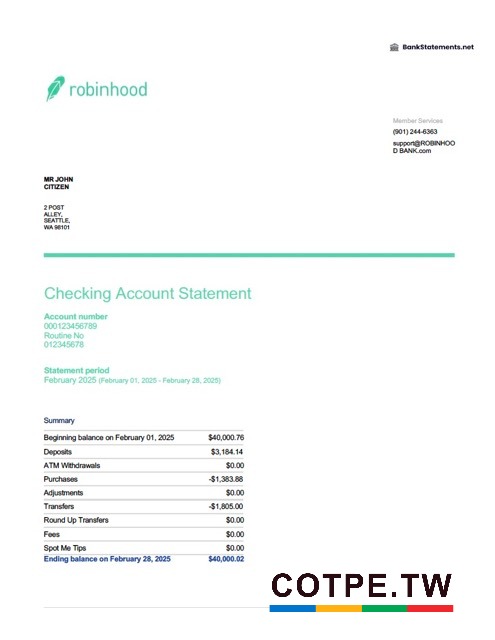 BankStatements.net
robinhood
Member Services
(901) 244-6363
support@ROBINHOO
D BANK.com
MR JOHN
CITIZEN
2 POST
ALLEY,
SEATTLE,
WA 98101
Checking Account Statement
Account number
000123456789
Routine No
012345678
Statement period
February 2025 (February 01, 2025 - February 28, 2025)
Summary
Beginning balance on February 01, 2025 $40,000.76
Deposits $3,184.14
ATM Withdrawals $0.00
Purchases -$1,383.88
Adjustments $0.00
Transfers -$1,805.00
Round Up Transfers $0.00
Fees $0.00
Spot Me Tips $0.00
Ending balance on February 28, 2025 $40,000.02
COTPE.TW